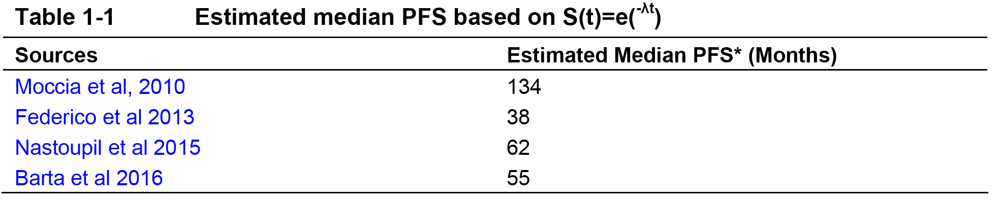 Table 1-1 Estimated median PFS based on S(t)=e(-λt)
Sources Estimated Median PFS* (Months)
Moccia et al, 2010 134
Federico et al 2013 38
Nastoupil et al 2015 62
Barta et al 2016 55